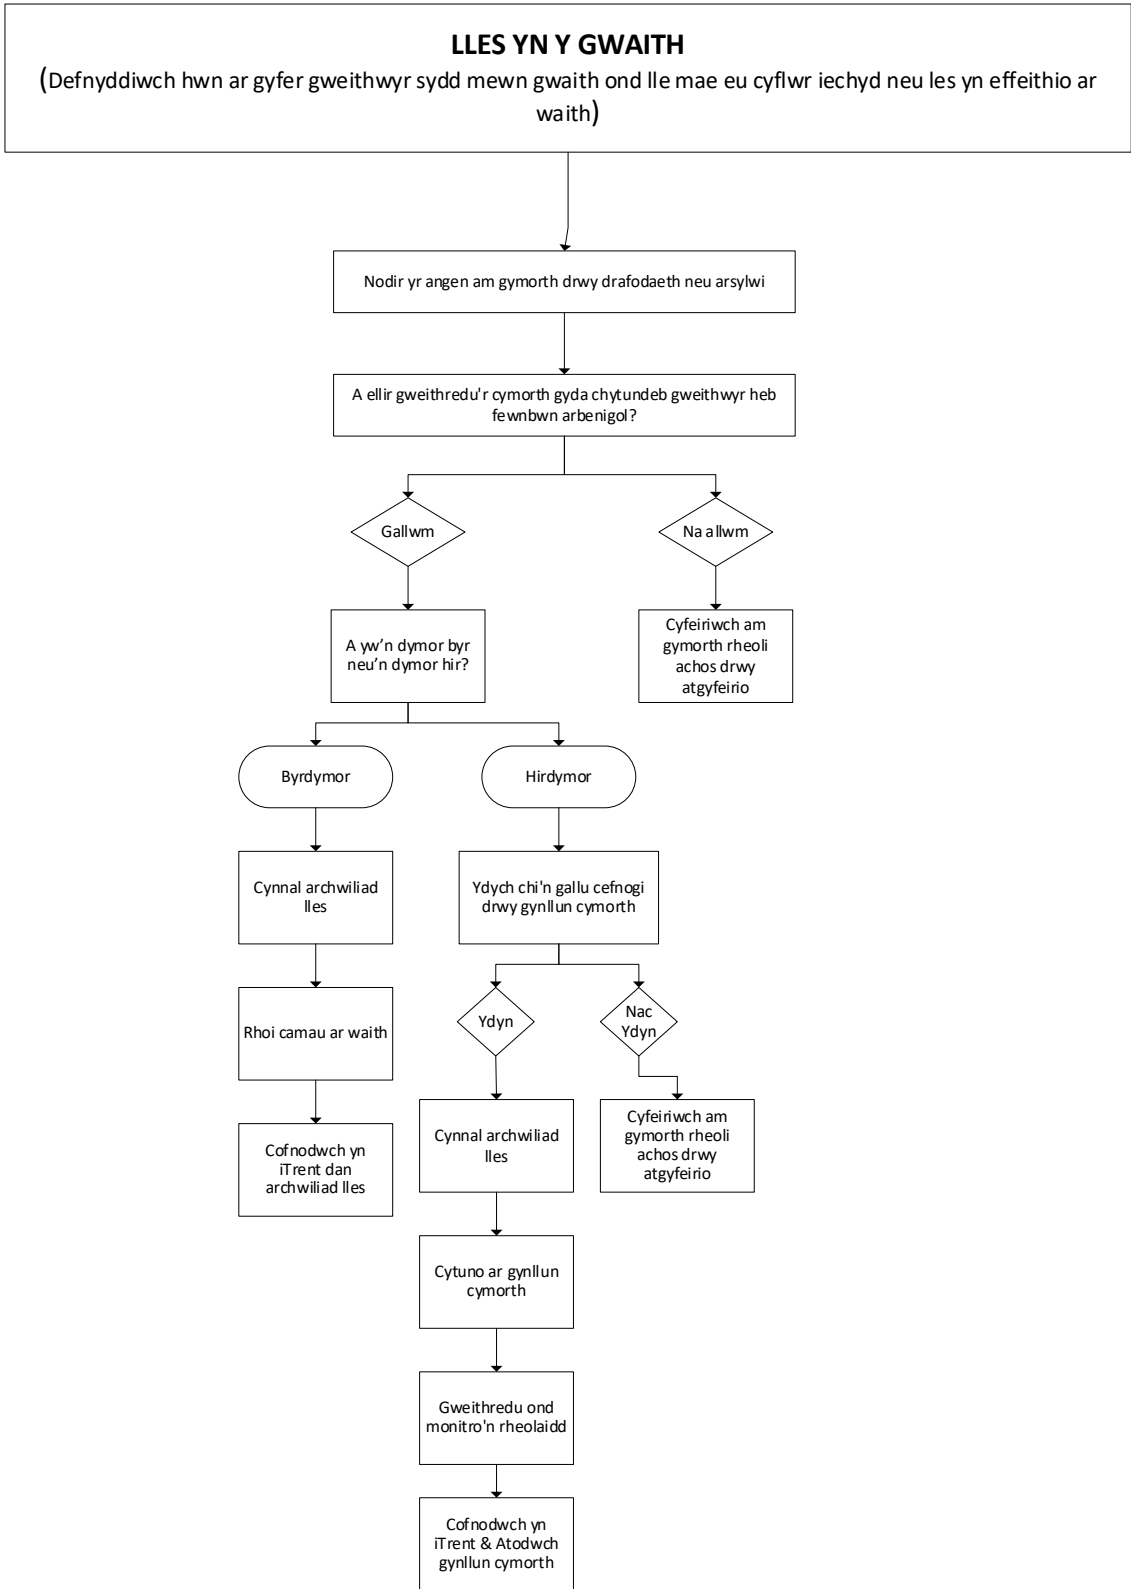 LLES YN Y GWAITH
(Defnyddiwch hwn ar gyfer gweithwyr sydd mewn gwaith ond lle mae eu cyflwr iechyd neu les yn effeithio ar
waith)
Nodir yr angen am gymorth drwy drafodaeth neu arsylwi
A ellir gweithredu'r cymorth gyda chytundeb gweithwyr heb
fewnbwn arbenigol?
Gallwm
Na allwm
A yw’n dymor byr
neu’n dymor hir?
Cyfeiriwch am
gymorth rheoli
achos drwy
atgyfeirio
Byrdymor
Hirdymor
Cynnal archwiliad
lles
Ydych chi'n gallu cefnogi
drwy gynllun cymorth
Rhoi camau ar waith
Ydyn
Nac
Ydyn
Cofnodwch yn
iTrent dan
archwiliad lles
Cynnal archwiliad
lles
Cyfeiriwch am
gymorth rheoli
achos drwy
atgyfeirio
Cytuno ar gynllun
cymorth
Gweithredu ond
monitro'n rheolaidd
Cofnodwch yn
iTrent & Atodwch
gynllun cymorth